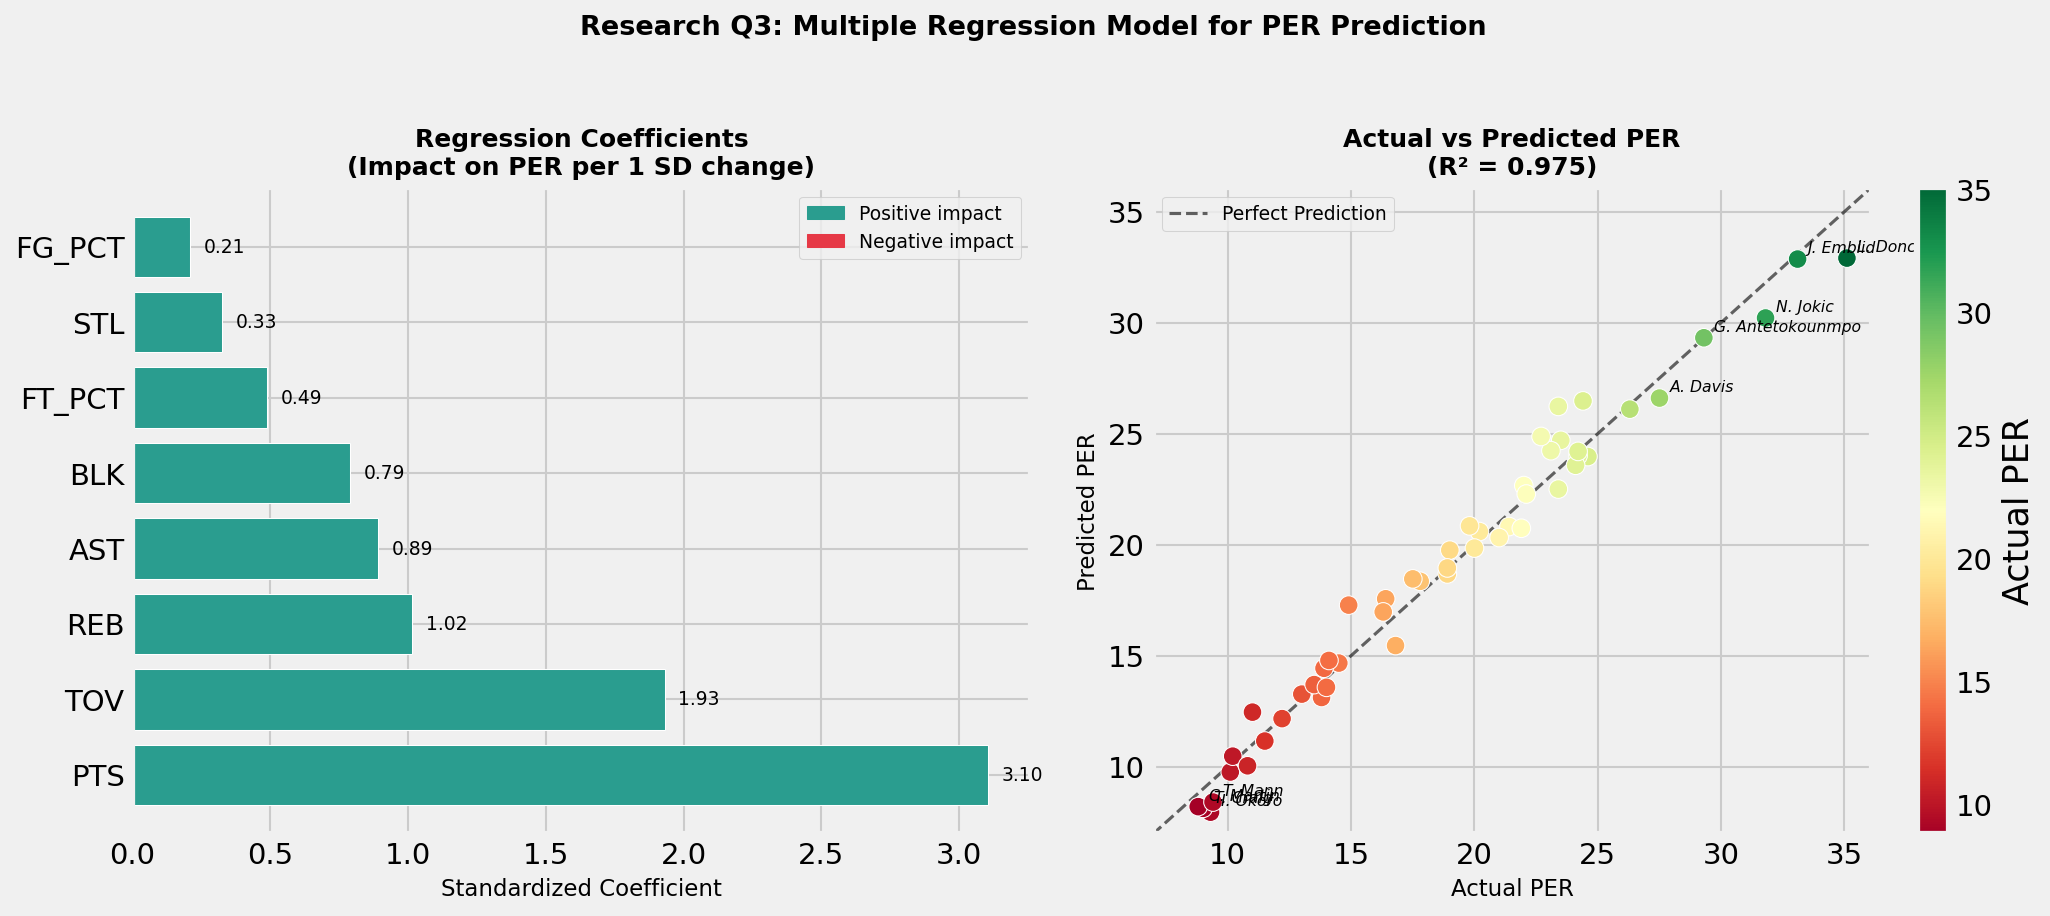 Research Q3: Multiple Regression Model for PER Prediction
Regression Coefficients
(Impact on PER per 1 SD change)
Positive impact
Negative impact
FG_PCT
0.21
STL
0.33
FT_PCT
0.49
BLK
0.79
AST
0.89
REB
1.02
TOV
1.93
PTS
3.10
0.0 0.5 1.0 1.5 2.0 2.5 3.0
Standardized Coefficient
Actual vs Predicted PER
(R² = 0.975)
Perfect Prediction
Predicted PER
35
30
25
20
15
10
J. Embiid
Donc
N. Jokic
G. Antetokounmpo
A. Davis
T. Mann
10 15 20 25 30 35
Actual PER
35
30
25
20
15
10
Actual PER